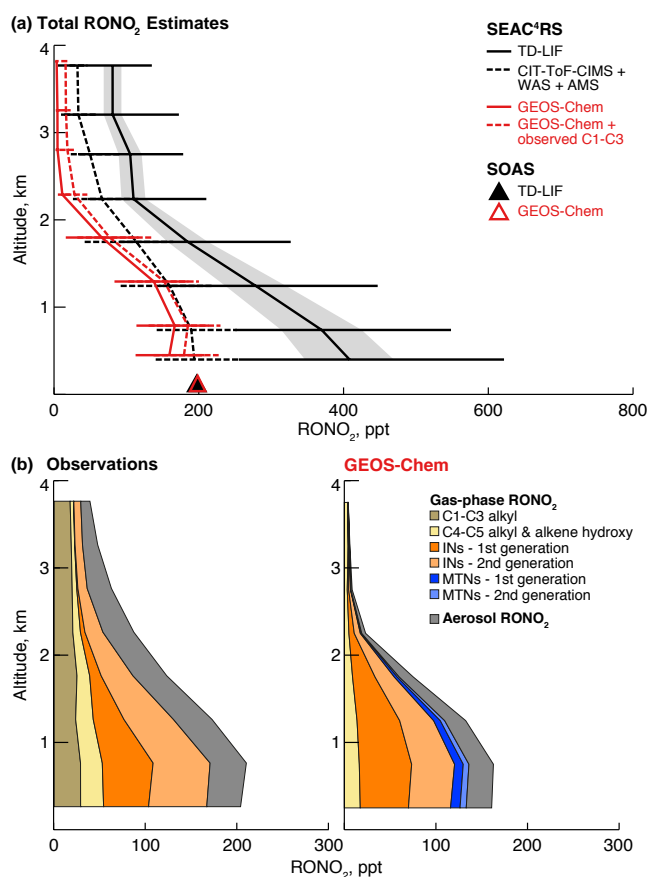 (a) Total RONO₂ Estimates
SEAC⁴RS
TD-LIF
CIT-ToF-CIMS +
WAS + AMS
GEOS-Chem
GEOS-Chem +
observed C1-C3
SOAS
TD-LIF
GEOS-Chem
4
3
2
1
Altitude, km
0
200
400
600
800
RONO₂, ppt
(b) Observations
GEOS-Chem
4
3
2
1
Altitude, km
4
3
2
1
Gas-phase RONO₂
C1-C3 alkyl
C4-C5 alkyl & alkene hydroxy
INs - 1st generation
INs - 2nd generation
MTNs - 1st generation
MTNs - 2nd generation
Aerosol RONO₂
0
100
200
300
0
100
200
300
RONO₂, ppt